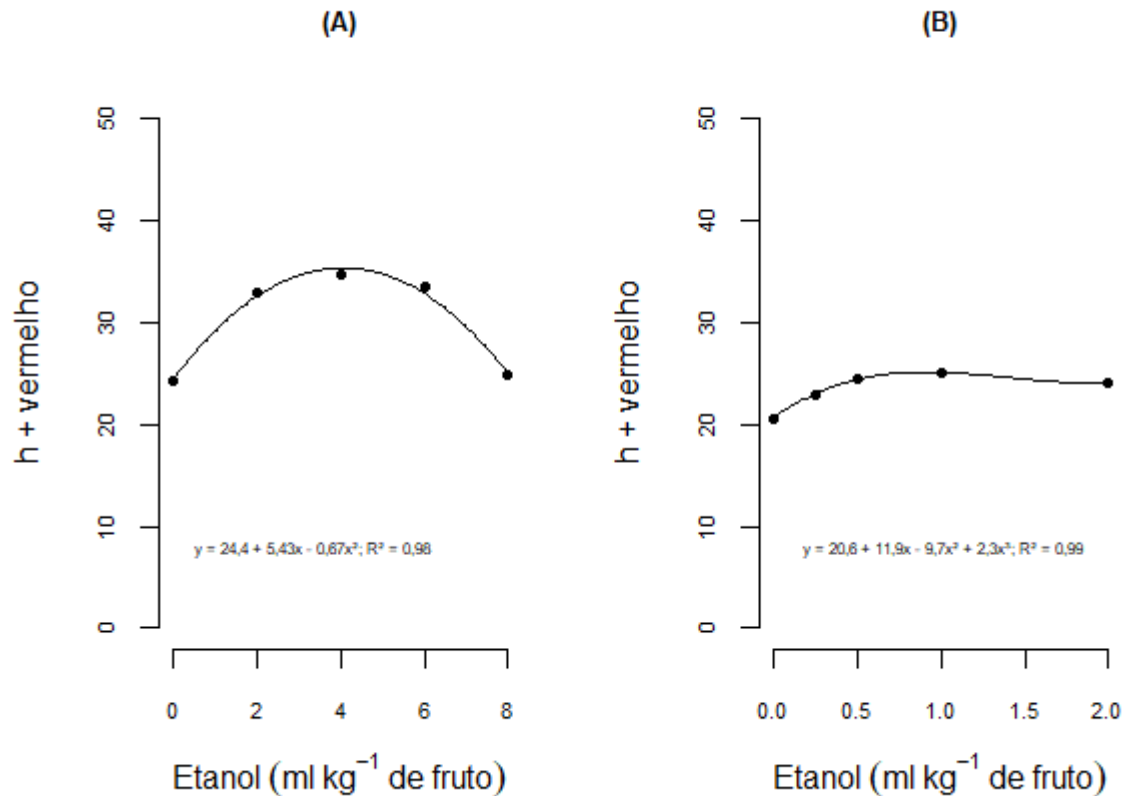 (A)
50
40
30
20
10
0
h + vermelho
y = 24,4 + 5,43x - 0,67x²; R² = 0,98
0 2 4 6 8
Etanol (ml kg⁻¹ de fruto)
(B)
50
40
30
20
10
0
h + vermelho
y = 20,6 + 11,9x - 9,7x² + 2,3x³; R² = 0,99
0.0 0.5 1.0 1.5 2.0
Etanol (ml kg⁻¹ de fruto)